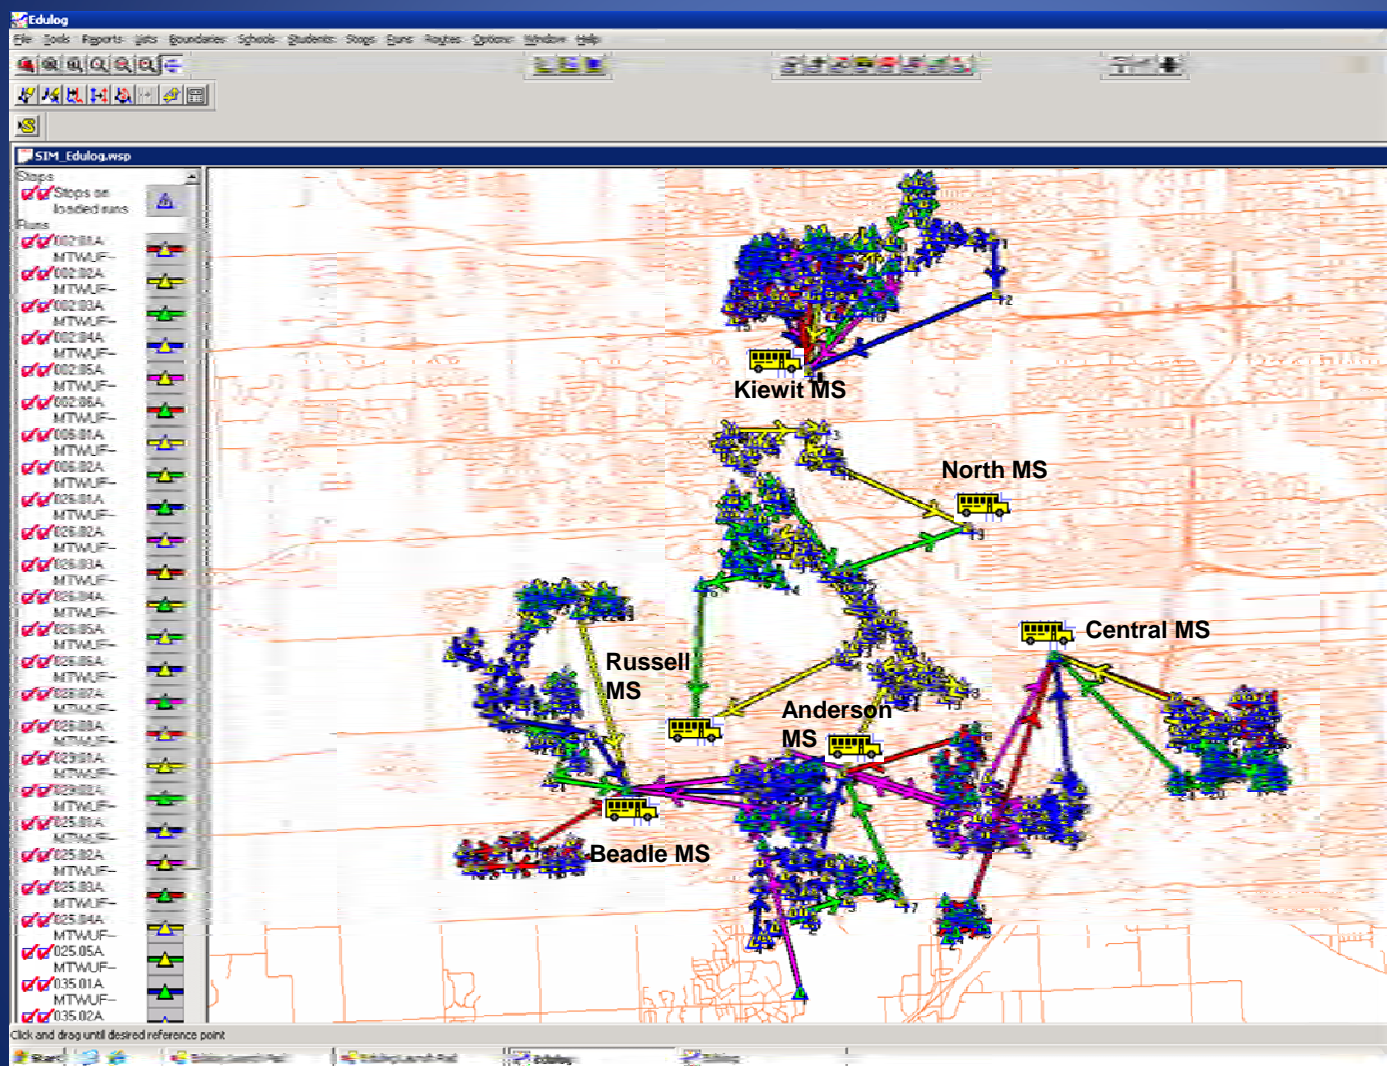 Edulog
File Tools Reports Lists Boundaries Schools Students Stops Runs Routes Options Window Help
SIM_Edulog.wsp
Stops
Stops on
loaded runs
Runs
002.01A
MTWUF-
002.02A
MTWUF-
002.03A
MTWUF-
002.04A
MTWUF-
002.05A
MTWUF-
002.06A
MTWUF-
006.01A
MTWUF-
006.02A
MTWUF-
026.01A
MTWUF-
026.02A
MTWUF-
026.03A
MTWUF-
026.04A
MTWUF-
026.05A
MTWUF-
026.06A
MTWUF-
026.07A
MTWUF-
026.08A
MTWUF-
029.01A
MTWUF-
029.02A
MTWUF-
025.01A
MTWUF-
025.02A
MTWUF-
025.03A
MTWUF-
025.04A
MTWUF-
025.05A
MTWUF-
035.01A
MTWUF-
035.02A
Kiewit MS
North MS
Central MS
Russell
MS
Anderson
MS
Beadle MS
Click and drag until desired reference point
Start
Edulog